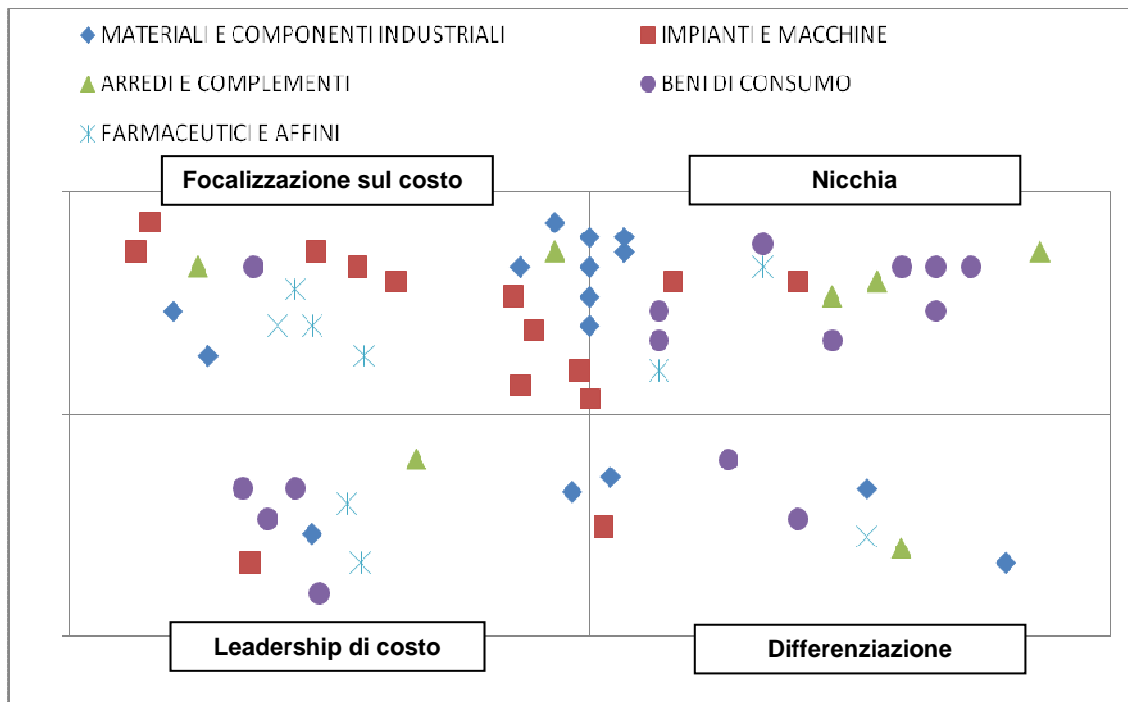 MATERIALI E COMPONENTI INDUSTRIALI
IMPIANTI E MACCHINE
ARREDI E COMPLEMENTI
BENI DI CONSUMO
FARMACEUTICI E AFFINI
Focalizzazione sul costo
Nicchia
Leadership di costo
Differenziazione